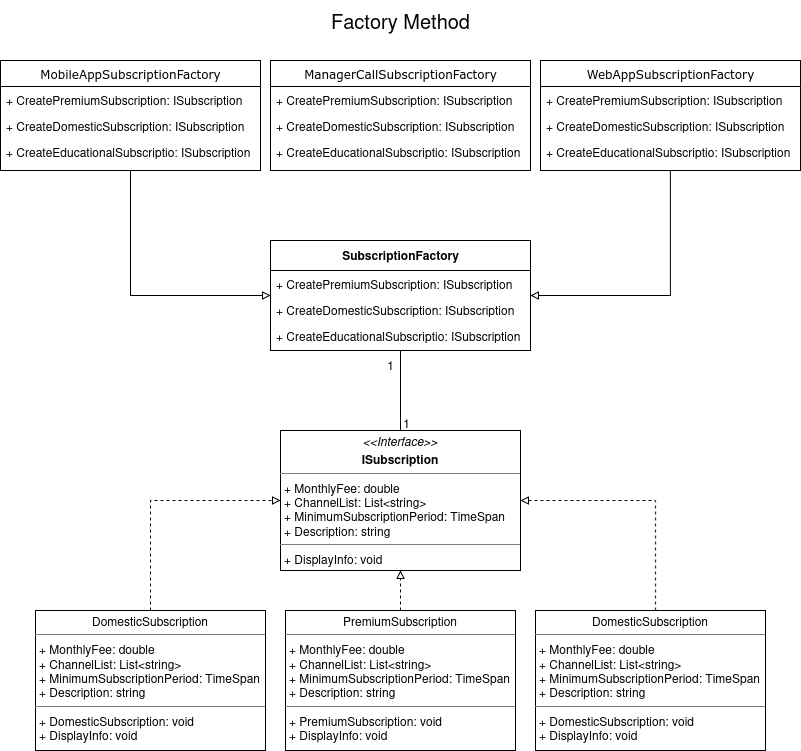 Factory Method
MobileAppSubscriptionFactory
+ CreatePremiumSubscription: ISubscription
+ CreateDomesticSubscription: ISubscription
+ CreateEducationalSubscriptio: ISubscription
ManagerCallSubscriptionFactory
+ CreatePremiumSubscription: ISubscription
+ CreateDomesticSubscription: ISubscription
+ CreateEducationalSubscriptio: ISubscription
WebAppSubscriptionFactory
+ CreatePremiumSubscription: ISubscription
+ CreateDomesticSubscription: ISubscription
+ CreateEducationalSubscriptio: ISubscription
SubscriptionFactory
+ CreatePremiumSubscription: ISubscription
+ CreateDomesticSubscription: ISubscription
+ CreateEducationalSubscriptio: ISubscription
1
1
<<Interface>>
ISubscription
+ MonthlyFee: double
+ ChannelList: List<string>
+ MinimumSubscriptionPeriod: TimeSpan
+ Description: string
+ DisplayInfo: void
DomesticSubscription
+ MonthlyFee: double
+ ChannelList: List<string>
+ MinimumSubscriptionPeriod: TimeSpan
+ Description: string
+ DomesticSubscription: void
+ DisplayInfo: void
PremiumSubscription
+ MonthlyFee: double
+ ChannelList: List<string>
+ MinimumSubscriptionPeriod: TimeSpan
+ Description: string
+ PremiumSubscription: void
+ DisplayInfo: void
DomesticSubscription
+ MonthlyFee: double
+ ChannelList: List<string>
+ MinimumSubscriptionPeriod: TimeSpan
+ Description: string
+ DomesticSubscription: void
+ DisplayInfo: void